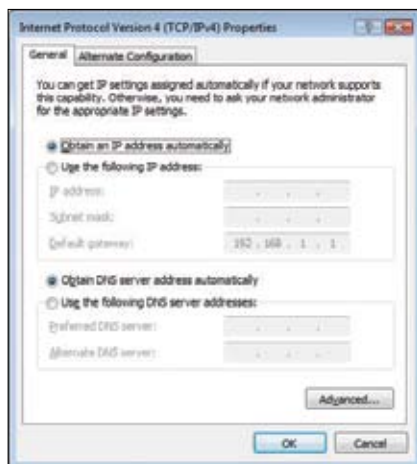 Internet Protocol Version 4 (TCP/IPv4) Properties
General Alternate Configuration
You can get IP settings assigned automatically if your network supports
this capability. Otherwise, you need to ask your network administrator
for the appropriate IP settings.
Obtain an IP address automatically
Use the following IP address:
IP address:
Subnet mask:
Default gateway: 192 . 168 . 1 . 1
Obtain DNS server address automatically
Use the following DNS server addresses:
Preferred DNS server:
Alternate DNS server:
Advanced...
OK Cancel